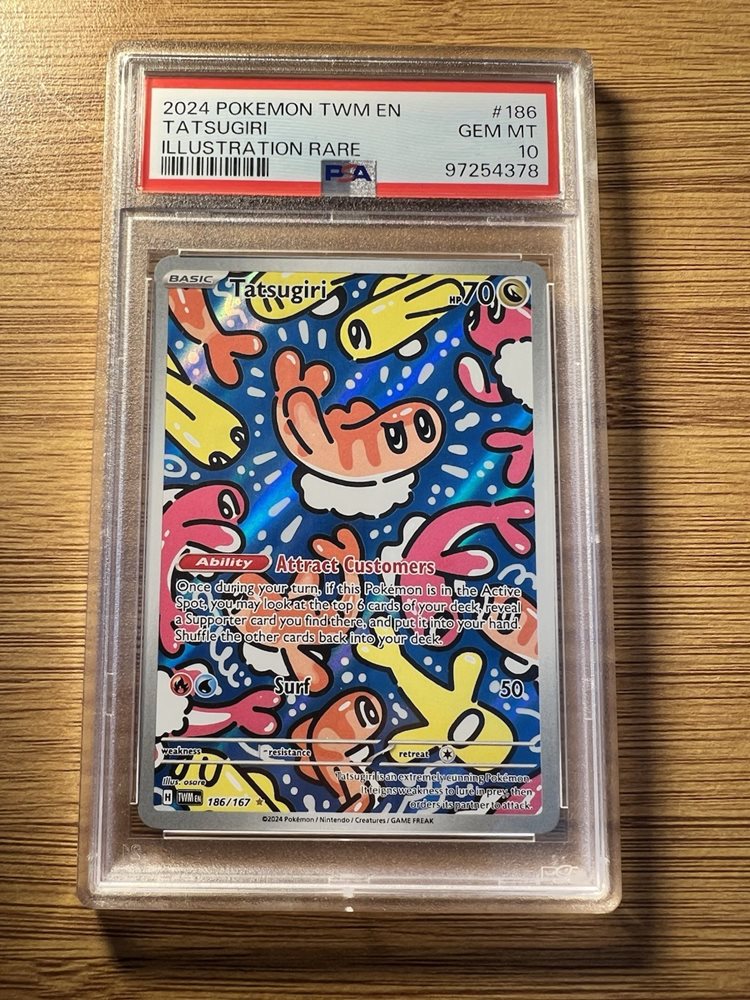 2024 POKEMON TWM EN #186
TATSUGIRI GEM MT
ILLUSTRATION RARE 10
PSA 97254378
BASIC Tatsugiri HP70
Ability Attract Customers
Once during your turn, if this Pokémon is in the Active
Spot, you may look at the top 6 cards of your deck, reveal
a Supporter card you find there, and put it into your hand.
Shuffle the other cards back into your deck.
Surf 50
weakness resistance retreat
Illus. osare
Tatsugiri is an extremely cunning Pokémon.
It feigns weakness to lure in prey, then
orders its partner to attack.
H TWM EN 186/167
©2024 Pokémon / Nintendo / Creatures / GAME FREAK